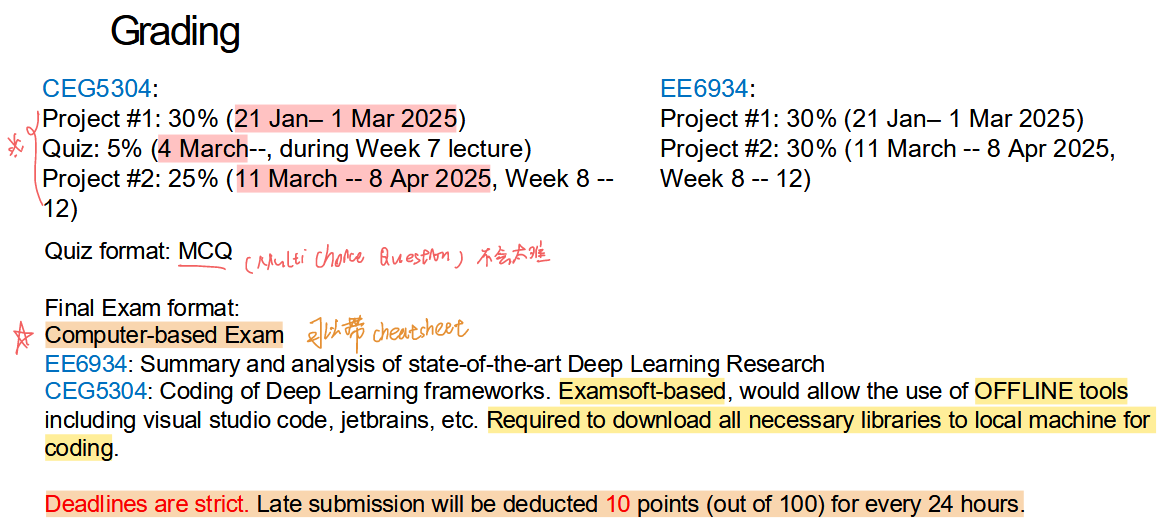 Grading
CEG5304:
Project #1: 30% (21 Jan– 1 Mar 2025)
Quiz: 5% (4 March--, during Week 7 lecture)
Project #2: 25% (11 March -- 8 Apr 2025, Week 8 --
12)
EE6934:
Project #1: 30% (21 Jan– 1 Mar 2025)
Project #2: 30% (11 March -- 8 Apr 2025,
Week 8 -- 12)
Quiz format: MCQ (Multi Choice Question) 不会太难
Final Exam format:
Computer-based Exam 可以带 cheatsheet
EE6934: Summary and analysis of state-of-the-art Deep Learning Research
CEG5304: Coding of Deep Learning frameworks. Examsoft-based, would allow the use of OFFLINE tools
including visual studio code, jetbrains, etc. Required to download all necessary libraries to local machine for
coding.
Deadlines are strict. Late submission will be deducted 10 points (out of 100) for every 24 hours.